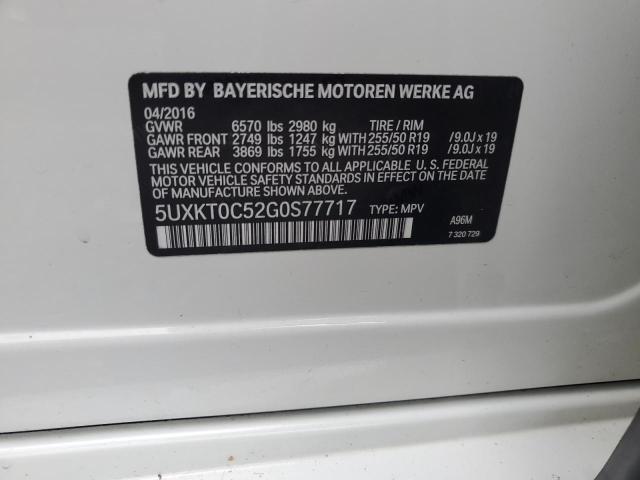 MFD BY BAYERISCHE MOTOREN WERKE AG
04/2016
GVWR 6570 lbs 2980 kg TIRE / RIM
GAWR FRONT 2749 lbs 1247 kg WITH 255/50 R19 /9.0J x 19
GAWR REAR 3869 lbs 1755 kg WITH 255/50 R19 /9.0J x 19
THIS VEHICLE CONFORMS TO ALL APPLICABLE U.S. FEDERAL
MOTOR VEHICLE SAFETY STANDARDS IN EFFECT ON THE DATE
OF MANUFACTURE SHOWN ABOVE.
5UXKT0C52G0S77717 TYPE: MPV
A96M
7 320 729